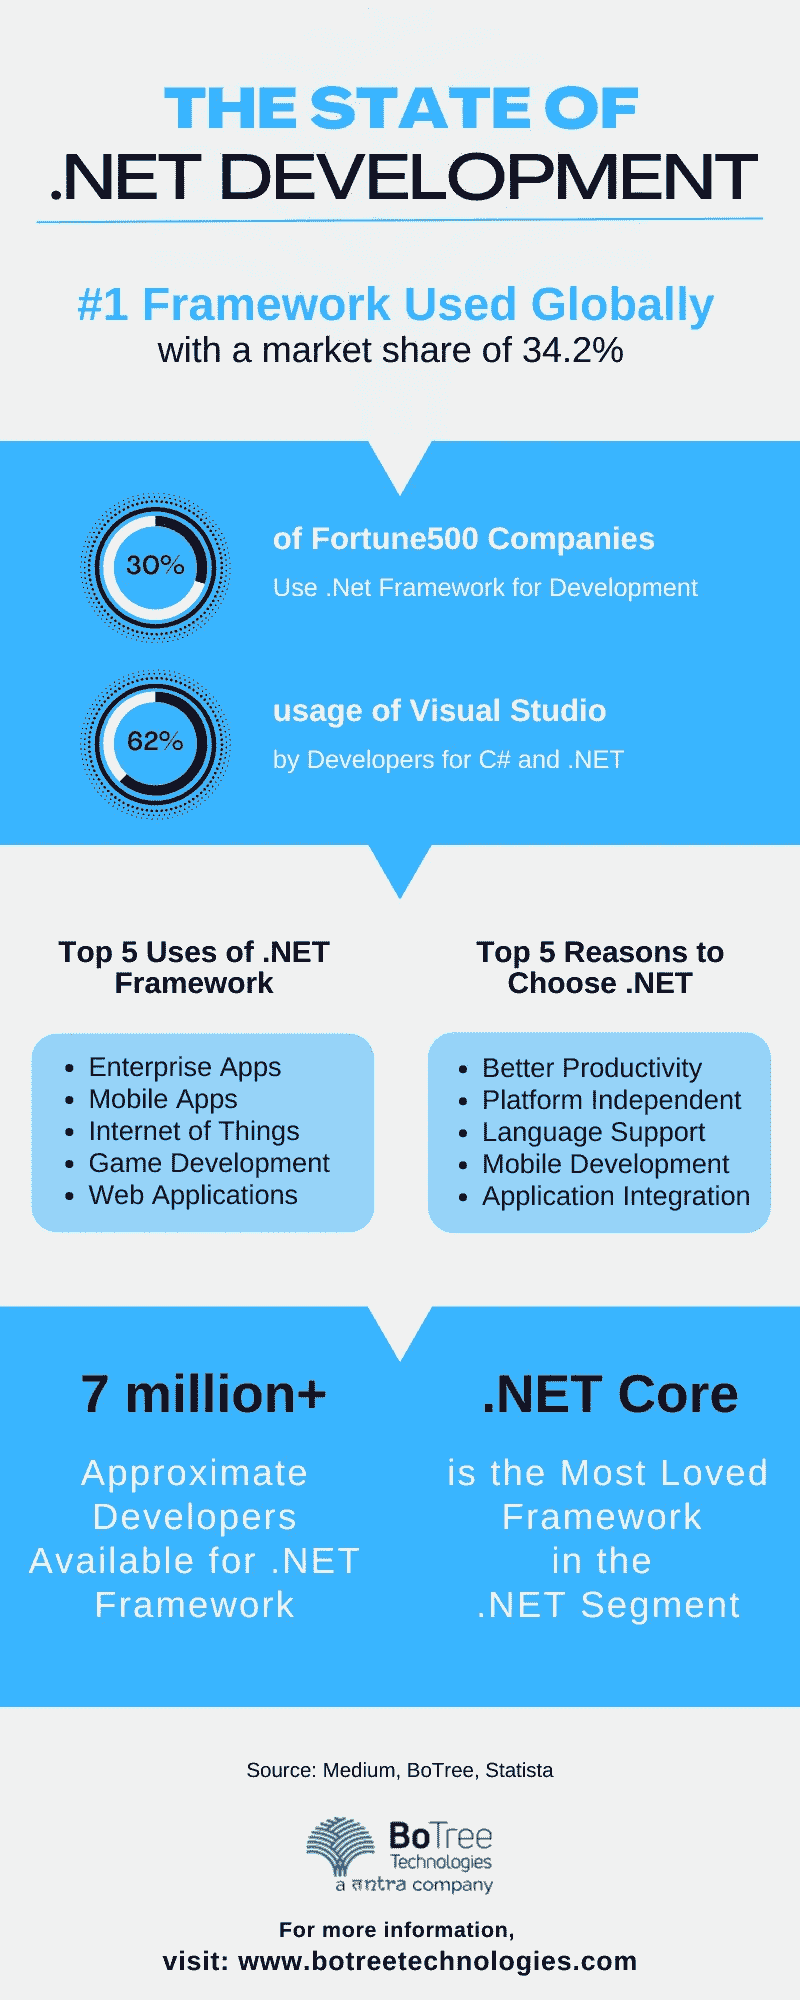 THE STATE OF
.NET DEVELOPMENT
#1 Framework Used Globally
with a market share of 34.2%
30%
of Fortune500 Companies
Use .Net Framework for Development
62%
usage of Visual Studio
by Developers for C# and .NET
Top 5 Uses of .NET
Framework
• Enterprise Apps
• Mobile Apps
• Internet of Things
• Game Development
• Web Applications
Top 5 Reasons to
Choose .NET
• Better Productivity
• Platform Independent
• Language Support
• Mobile Development
• Application Integration
7 million+
Approximate
Developers
Available for .NET
Framework
.NET Core
is the Most Loved
Framework
in the
.NET Segment
Source: Medium, BoTree, Statista
BoTree
Technologies
a antra company
For more information,
visit: www.botreetechnologies.com